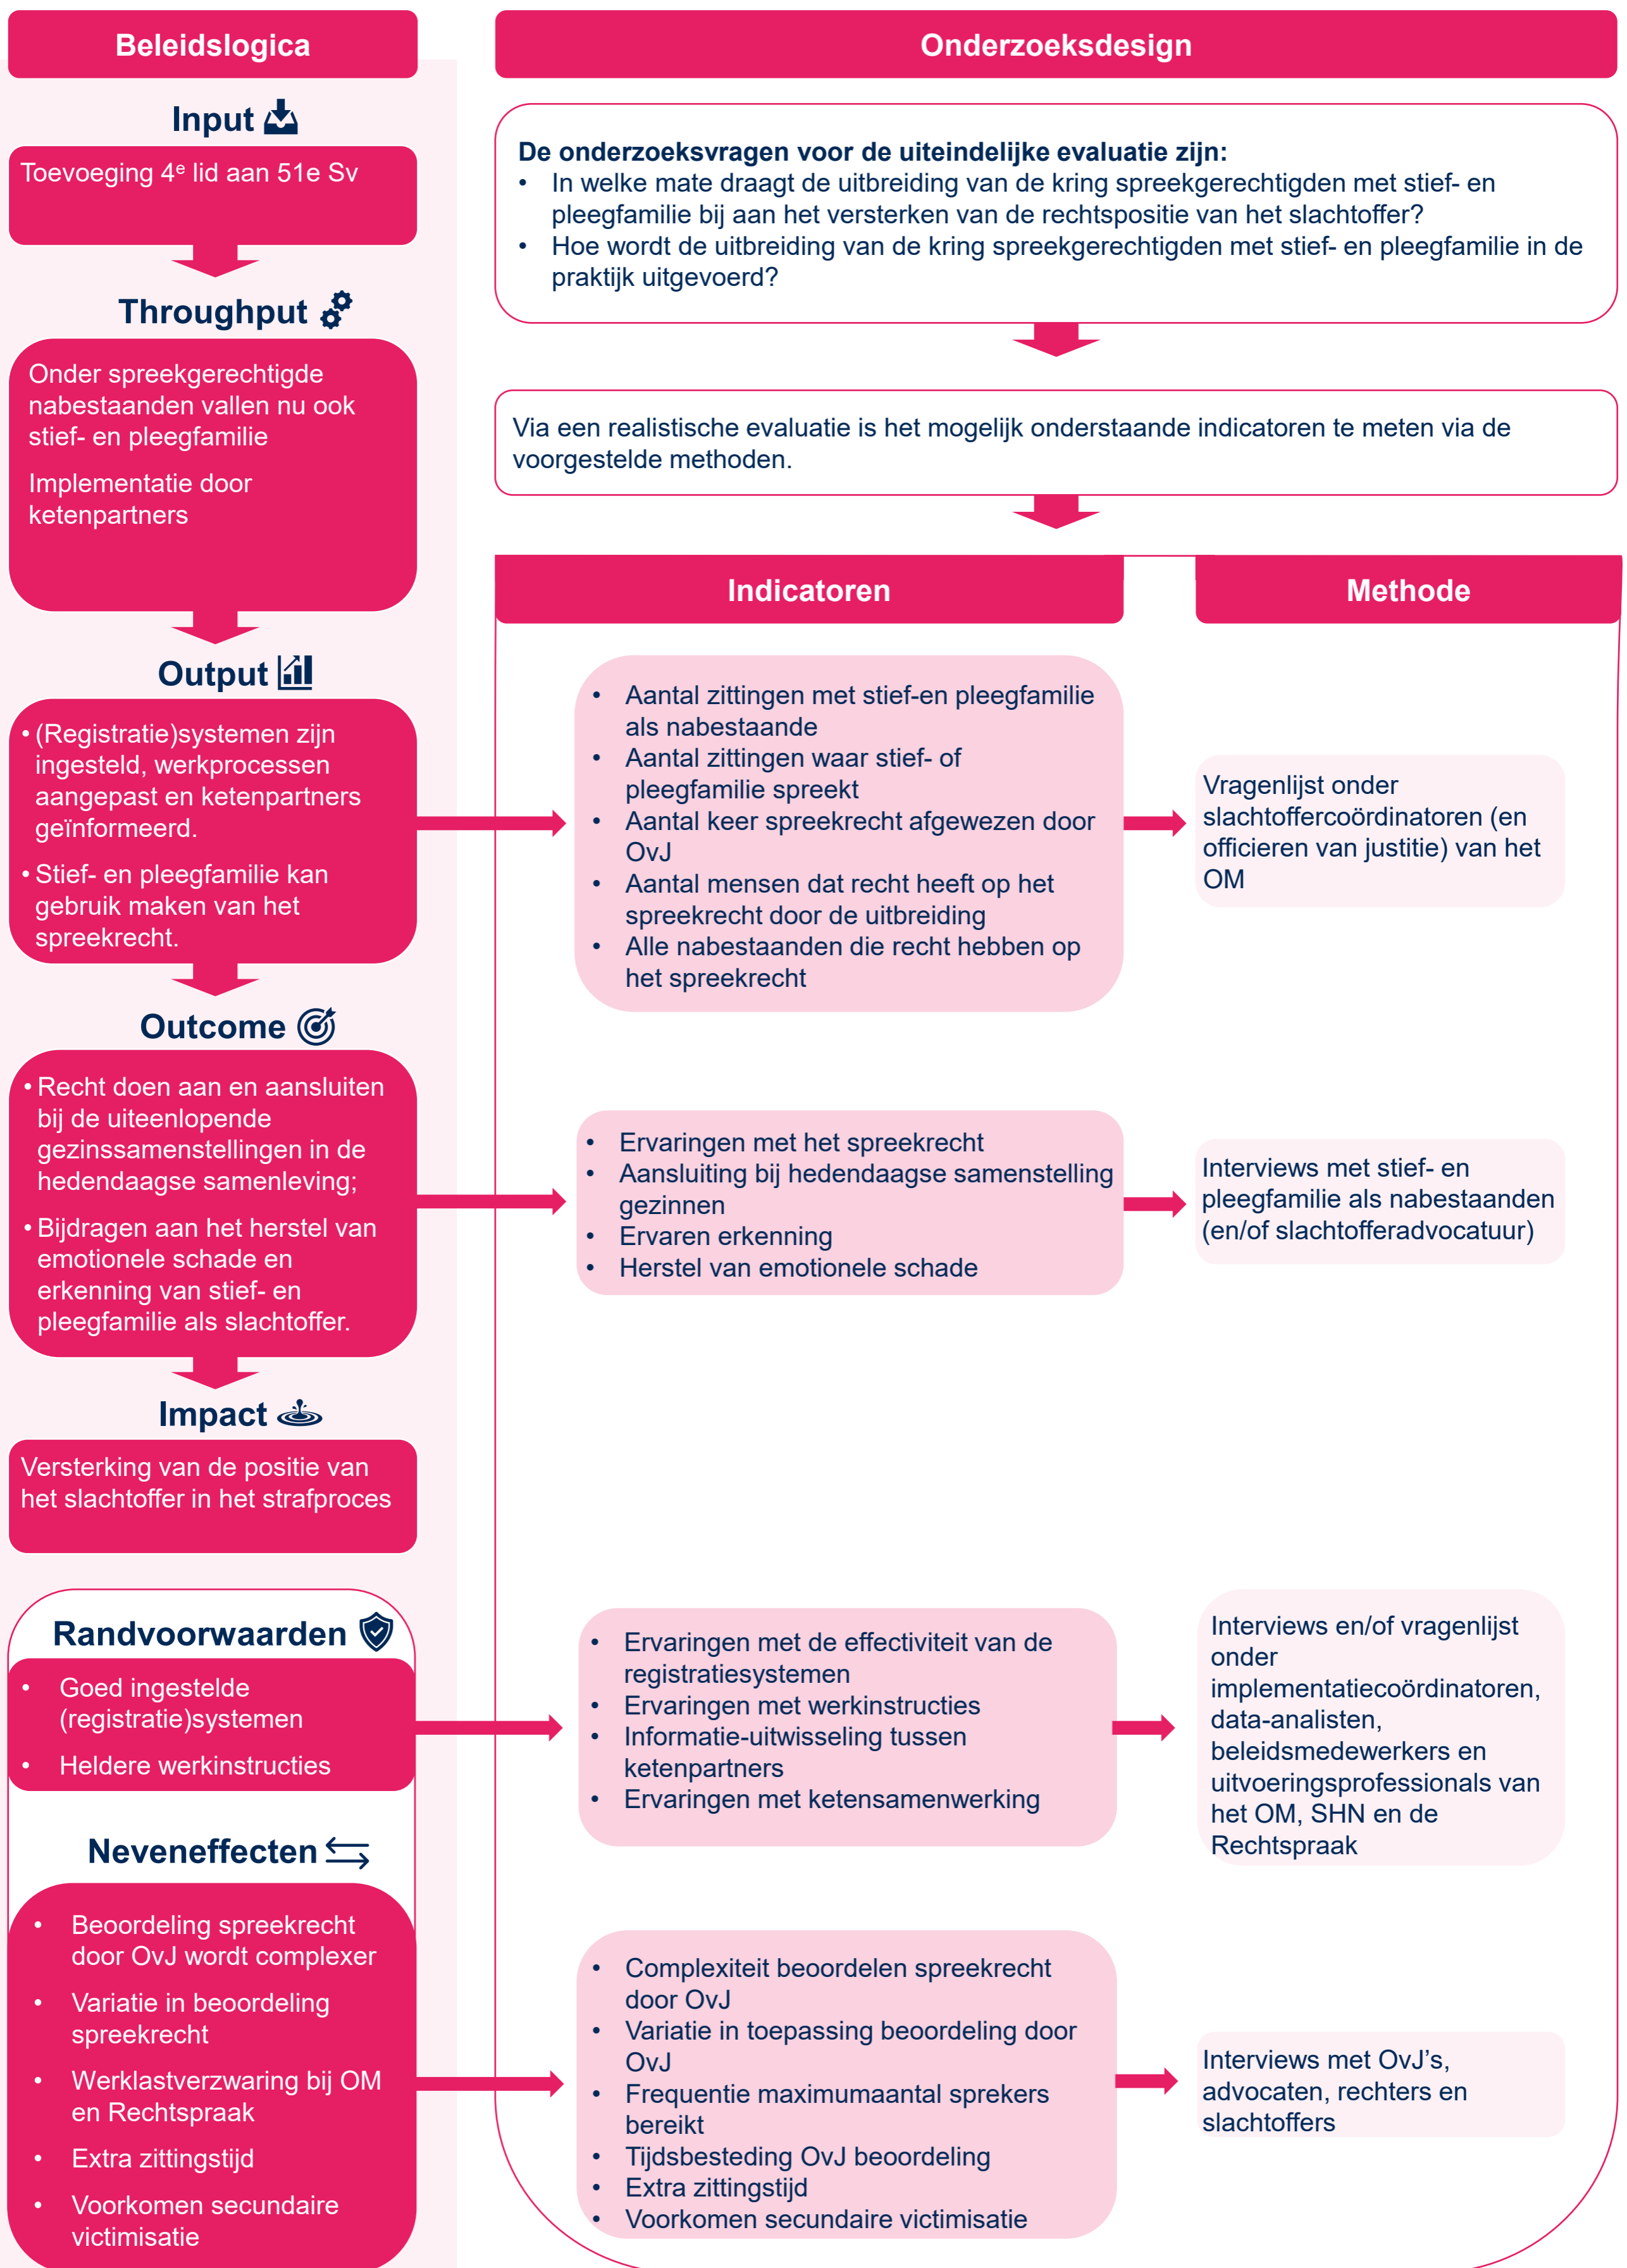 Beleidslogica
Input
Toevoeging 4e lid aan 51e Sv
Throughput
Onder spreekgerechtigde
nabestaanden vallen nu ook
stief- en pleegfamilie
Implementatie door
ketenpartners
Output
• (Registratie)systemen zijn
ingesteld, werkprocessen
aangepast en ketenpartners
geïnformeerd.
• Stief- en pleegfamilie kan
gebruik maken van het
spreekrecht.
Outcome
• Recht doen aan en aansluiten
bij de uiteenlopende
gezinssamenstellingen in de
hedendaagse samenleving;
• Bijdragen aan het herstel van
emotionele schade en
erkenning van stief- en
pleegfamilie als slachtoffer.
Impact
Versterking van de positie van
het slachtoffer in het strafproces
Randvoorwaarden
• Goed ingestelde
(registratie)systemen
• Heldere werkinstructies
Neveneffecten
• Beoordeling spreekrecht
door OvJ wordt complexer
• Variatie in beoordeling
spreekrecht
• Werklastverzwaring bij OM
en Rechtspraak
• Extra zittingstijd
• Voorkomen secundaire
victimisatie
Onderzoeksdesign
De onderzoeksvragen voor de uiteindelijke evaluatie zijn:
• In welke mate draagt de uitbreiding van de kring spreekgerechtigden met stief- en
pleegfamilie bij aan het versterken van de rechtspositie van het slachtoffer?
• Hoe wordt de uitbreiding van de kring spreekgerechtigden met stief- en pleegfamilie in de
praktijk uitgevoerd?
Via een realistische evaluatie is het mogelijk onderstaande indicatoren te meten via de
voorgestelde methoden.
Indicatoren
Methode
• Aantal zittingen met stief-en pleegfamilie
als nabestaande
• Aantal zittingen waar stief- of
pleegfamilie spreekt
• Aantal keer spreekrecht afgewezen door
OvJ
• Aantal mensen dat recht heeft op het
spreekrecht door de uitbreiding
• Alle nabestaanden die recht hebben op
het spreekrecht
Vragenlijst onder
slachtoffercoördinatoren (en
officieren van justitie) van het
OM
• Ervaringen met het spreekrecht
• Aansluiting bij hedendaagse samenstelling
gezinnen
• Ervaren erkenning
• Herstel van emotionele schade
Interviews met stief- en
pleegfamilie als nabestaanden
(en/of slachtofferadvocatuur)
• Ervaringen met de effectiviteit van de
registratiesystemen
• Ervaringen met werkinstructies
• Informatie-uitwisseling tussen
ketenpartners
• Ervaringen met ketensamenwerking
Interviews en/of vragenlijst
onder
implementatiecoördinatoren,
data-analisten,
beleidsmedewerkers en
uitvoeringsprofessionals van
het OM, SHN en de
Rechtspraak
• Complexiteit beoordelen spreekrecht
door OvJ
• Variatie in toepassing beoordeling door
OvJ
• Frequentie maximumaantal sprekers
bereikt
• Tijdsbesteding OvJ beoordeling
• Extra zittingstijd
• Voorkomen secundaire victimisatie
Interviews met OvJ's,
advocaten, rechters en
slachtoffers